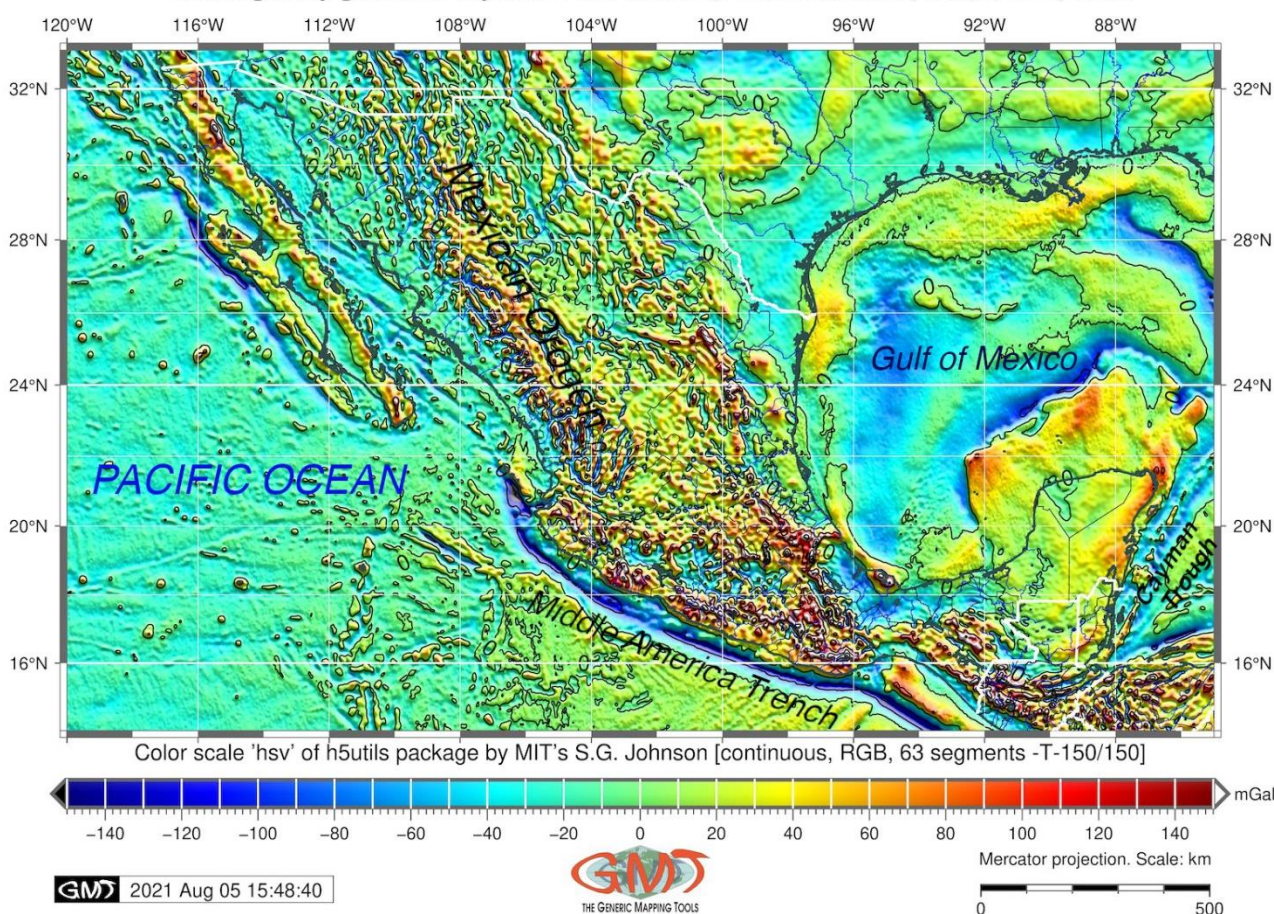 120°W 116°W 112°W 108°W 104°W 100°W 96°W 92°W 88°W
32°N 32°N
28°N 28°N
24°N 24°N
20°N 20°N
16°N 16°N
Mexican Orogen
Gulf of Mexico
PACIFIC OCEAN
Cayman
Trough
Middle America Trench
Color scale 'hsv' of h5utils package by MIT's S.G. Johnson [continuous, RGB, 63 segments -T-150/150]
mGal
−140 −120 −100 −80 −60 −40 −20 0 20 40 60 80 100 120 140
GMT 2021 Aug 05 15:48:40
GMT
THE GENERIC MAPPING TOOLS
Mercator projection. Scale: km
0 500